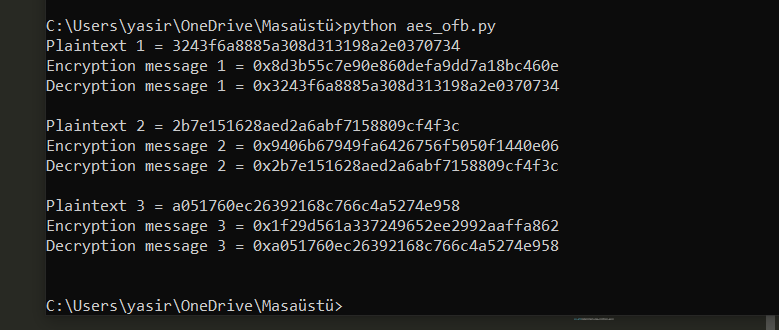 C:\Users\yasir\OneDrive\Masaüstü>python aes_ofb.py
Plaintext 1 = 3243f6a8885a308d313198a2e0370734
Encryption message 1 = 0x8d3b55c7e90e860defa9dd7a18bc460e
Decryption message 1 = 0x3243f6a8885a308d313198a2e0370734
Plaintext 2 = 2b7e151628aed2a6abf7158809cf4f3c
Encryption message 2 = 0x9406b67949fa6426756f5050f1440e06
Decryption message 2 = 0x2b7e151628aed2a6abf7158809cf4f3c
Plaintext 3 = a051760ec26392168c766c4a5274e958
Encryption message 3 = 0x1f29d561a337249652ee2992aaffa862
Decryption message 3 = 0xa051760ec26392168c766c4a5274e958
C:\Users\yasir\OneDrive\Masaüstü>